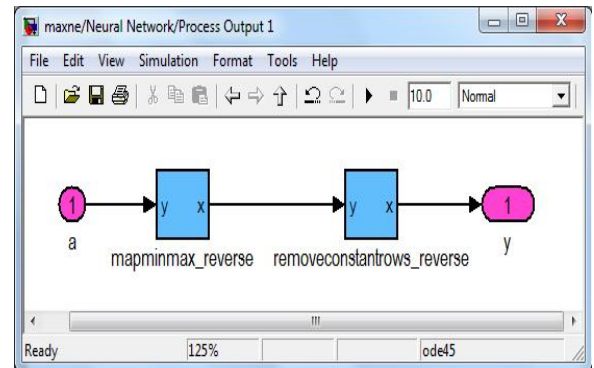 maxne/Neural Network/Process Output 1
File Edit View Simulation Format Tools Help
10.0 Normal
1 y x y x 1
a mapminmax_reverse removeconstantrows_reverse y
Ready 125% ode45